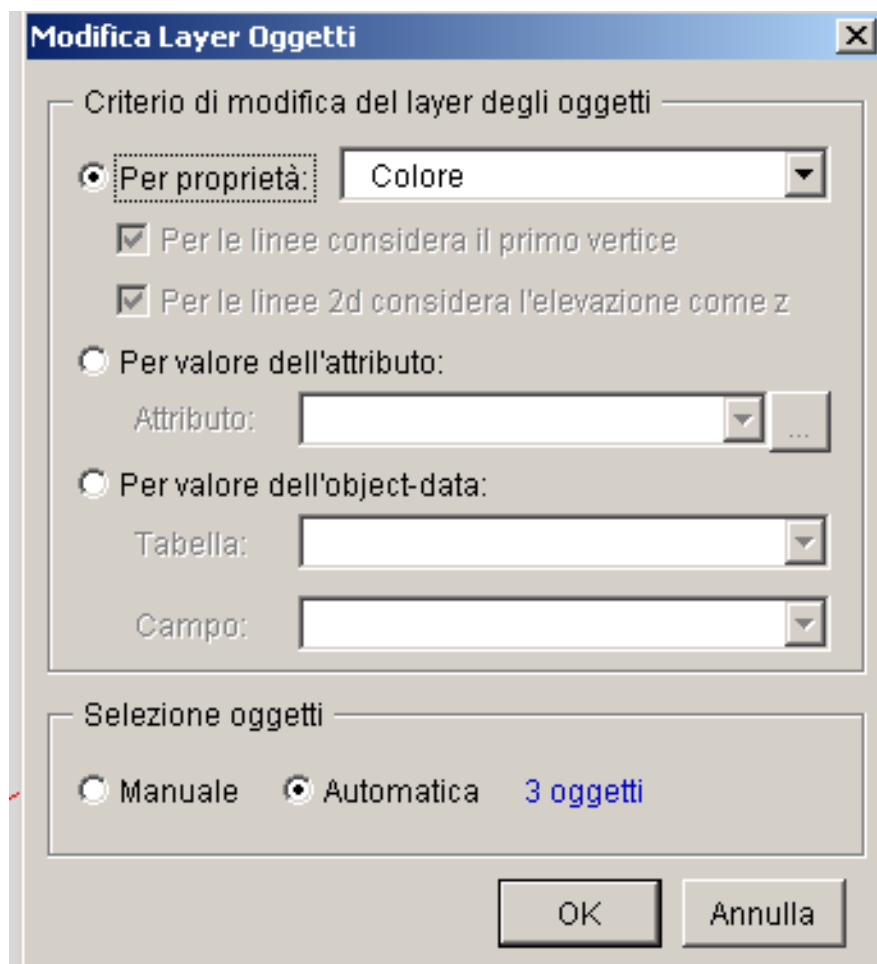 Modifica Layer Oggetti
Criterio di modifica del layer degli oggetti
Per proprietà: Colore
Per le linee considera il primo vertice
Per le linee 2d considera l'elevazione come z
Per valore dell'attributo:
Attributo: ...
Per valore dell'object-data:
Tabella:
Campo:
Selezione oggetti
Manuale Automatica 3 oggetti
OK Annulla